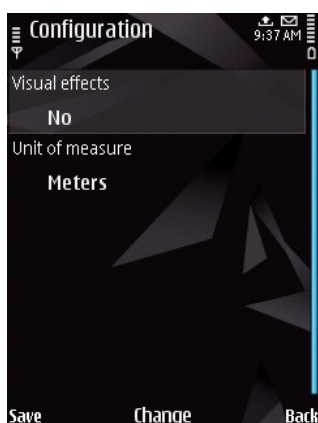 Configuration
9:37 AM
Visual effects
No
Unit of measure
Meters
Save Change Back